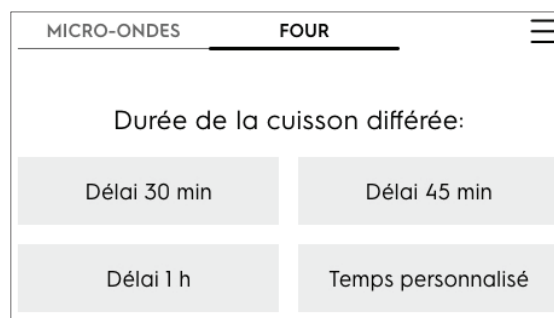 MICRO-ONDES FOUR
Durée de la cuisson différée:
Délai 30 min Délai 45 min
Délai 1 h Temps personnalisé